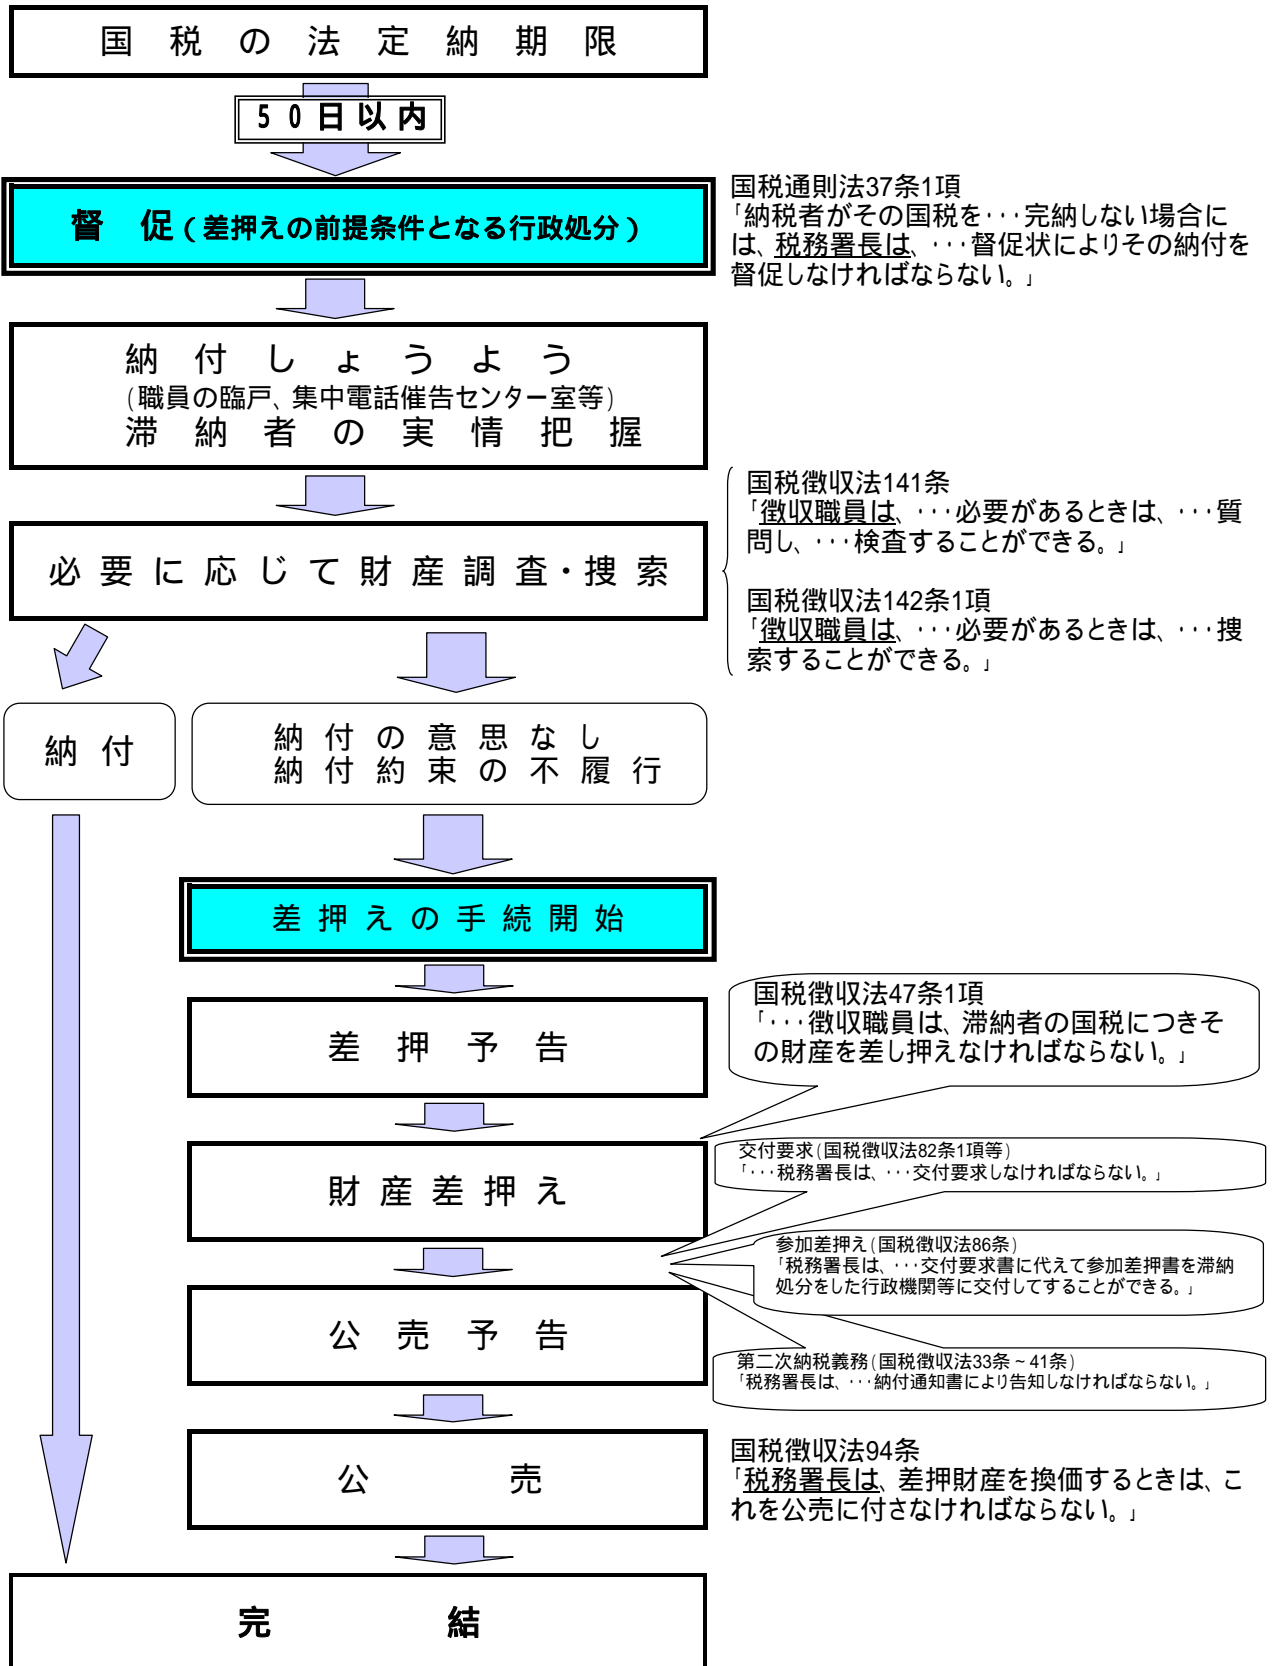 国税の法定納期限
50日以内
督 促(差押えの前提条件となる行政処分)
国税通則法37条1項
「納税者がその国税を・・・完納しない場合に
は、税務署長は、・・・督促状によりその納付を
督促しなければならない。」
納付しょうよう
(職員の臨戸、集中電話催告センター室等)
滞納者の実情把握
必要に応じて財産調査・捜索
国税徴収法141条
「徴収職員は、・・・必要があるときは、・・・質
問し、・・・検査することができる。」
国税徴収法142条1項
「徴収職員は、・・・必要があるときは、・・・捜
索することができる。」
納付
納付の意思なし
納付約束の不履行
差押えの手続開始
差押予告
国税徴収法47条1項
「・・・徴収職員は、滞納者の国税につきそ
の財産を差し押えなければならない。」
財産差押え
交付要求(国税徴収法82条1項等)
「・・・税務署長は、・・・交付要求しなければならない。」
参加差押え(国税徴収法86条)
「税務署長は、・・・交付要求書に代えて参加差押書を滞納
処分をした行政機関等に交付してすることができる。」
公売予告
第二次納税義務(国税徴収法33条~41条)
「税務署長は、・・・納付通知書により告知しなければならない。」
公売
国税徴収法94条
「税務署長は、差押財産を換価するときは、こ
れを公売に付さなければならない。」
完結